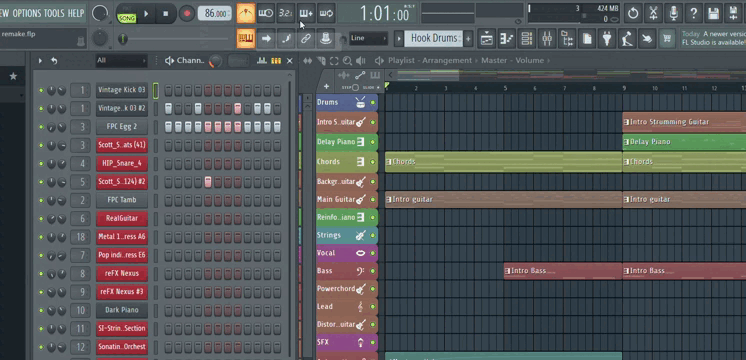 EW OPTIONS TOOLS HELP
SONG
86.000
3 2
1:01:00
3
424 MB
0
remake.flp
Line
Hook Drums
Today A newer versi
FL Studio is availabl
All
Chann..
Playlist - Arrangement › Master › Volume ›
STEP
SLIDE
2 3 4 5 6 7 8 9 10 11 12
1 Vintage Kick 03
1 Vintage..k 03 #2
3 FPC Egg 2
3 Scott_S..ats (41)
4 HIP_Snare_4
5 Scott_S..124) #2
2 FPC Tamb
6 RealGuitar
18 Metal 1..ress A6
7 Pop indi..ress E6
8 reFX Nexus
9 reFX Nexus #3
10 Dark Piano
11 SI-Strin..Section
12 Sonatin..Orchest
Drums
Intro S..uitar
Intro Strumming Guitar
Delay Piano
Delay Piano
Chords
Chords
Chords
Backgr..uitar
Main Guitar
Intro guitar
Intro guitar
Reinfo..iano
Strings
Vocal
Bass
Intro Bass
Intro Bass
Powerchord
Lead
Distor..uitar
SFX